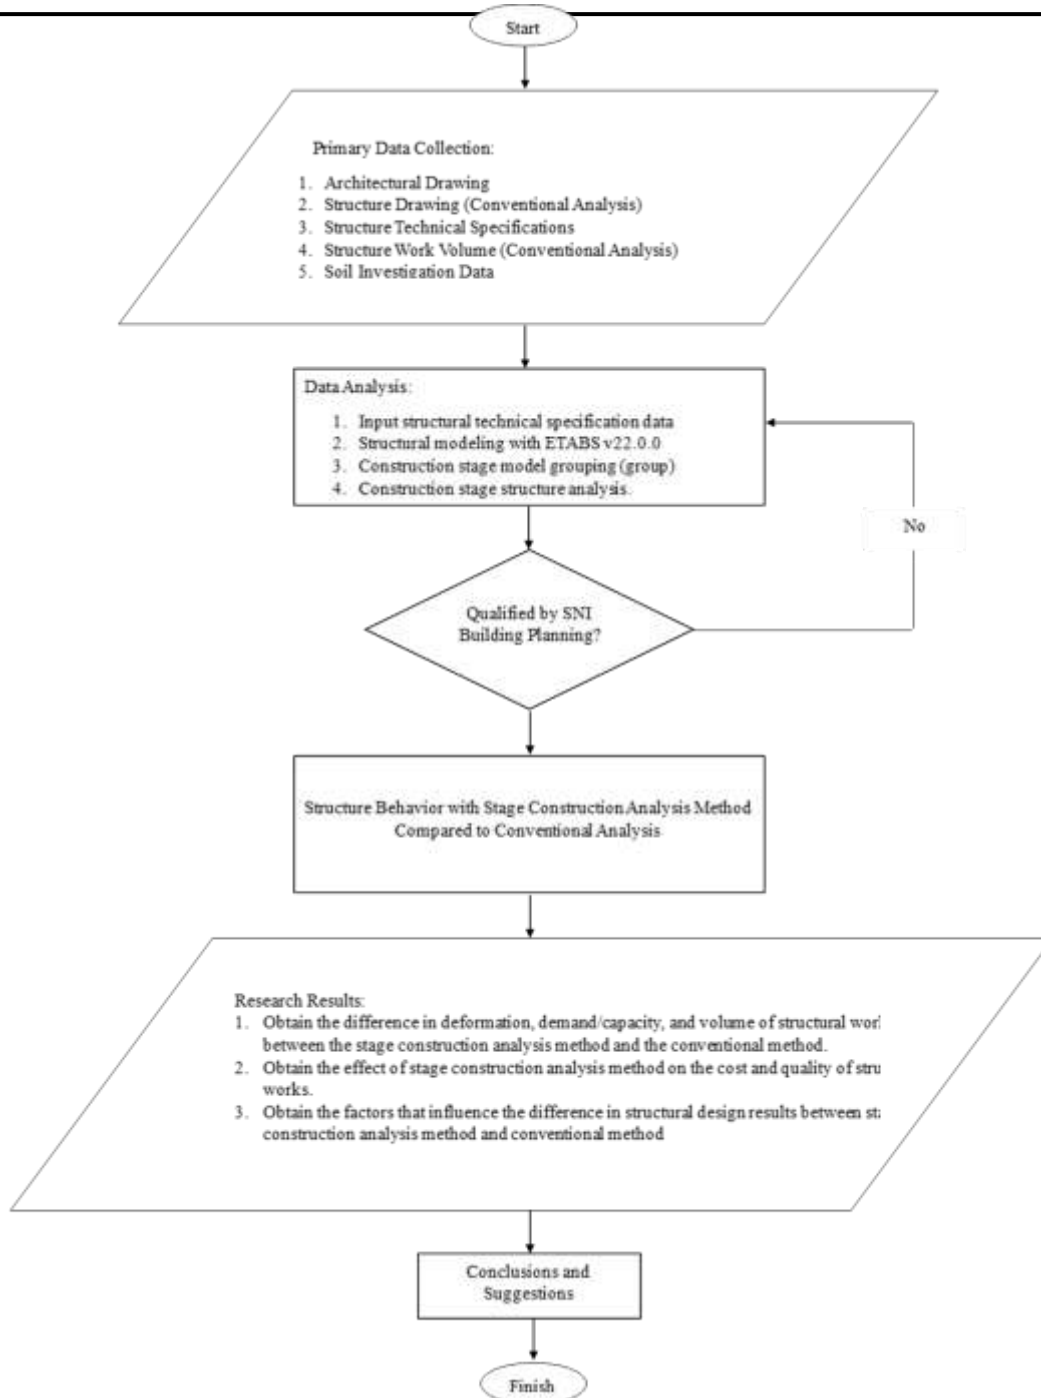 Start
Primary Data Collection:
1. Architectural Drawing
2. Structure Drawing (Conventional Analysis)
3. Structure Technical Specifications
4. Structure Work Volume (Conventional Analysis)
5. Soil Investigation Data
Data Analysis:
1. Input structural technical specification data
2. Structural modeling with ETABS v22.0.0
3. Construction stage model grouping (group)
4. Construction stage structure analysis.
No
Qualified by SNI
Building Planning?
Structure Behavior with Stage Construction Analysis Method
Compared to Conventional Analysis
Research Results:
1. Obtain the difference in deformation, demand/capacity, and volume of structural
between the stage construction analysis method and the conventional method.
2. Obtain the effect of stage construction analysis method on the cost and quality of
works.
3. Obtain the factors that influence the difference in structural design results between
construction analysis method and conventional method
Conclusions and
Suggestions
Finish